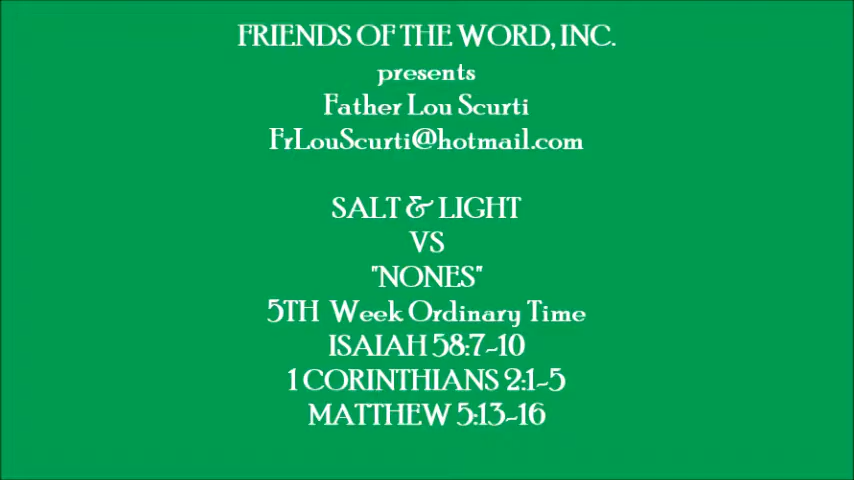 FRIENDS OF THE WORD, INC.
presents
Father Lou Scurti
FrLouScurti@hotmail.com
SALT & LIGHT
VS
"NONES"
5TH Week Ordinary Time
ISAIAH 58:7-10
1 CORINTHIANS 2:1-5
MATTHEW 5:13-16